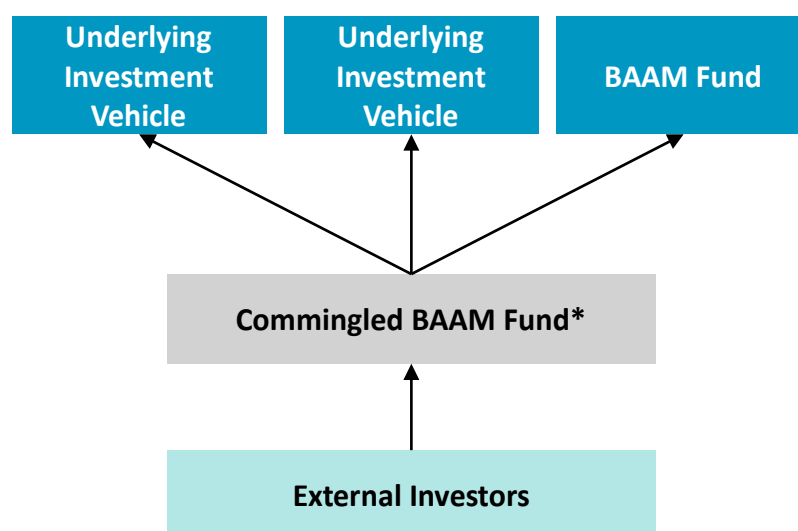 Underlying
Investment
Vehicle
Underlying
Investment
Vehicle
BAAM Fund
Commingled BAAM Fund*
External Investors